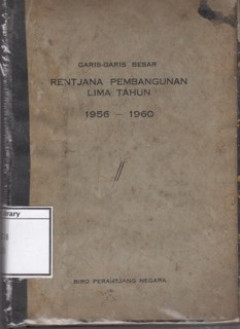 GARIS-GARIS BESAR
RENTJANA PEMBANGUNAN
LIMA TAHUN
1956 - 1960
BIRO PERANTJANG NEGARA